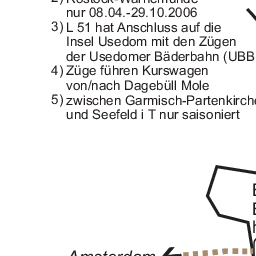 2) Rostock-Warnemünde
nur 08.04.-29.10.2006
3) L 51 hat Anschluss auf die
Insel Usedom mit den Zügen
der Usedomer Bäderbahn (UBB
4) Züge führen Kurswagen
von/nach Dagebüll Mole
5) zwischen Garmisch-Partenkirche
und Seefeld i T nur saisoniert
Amsterdam